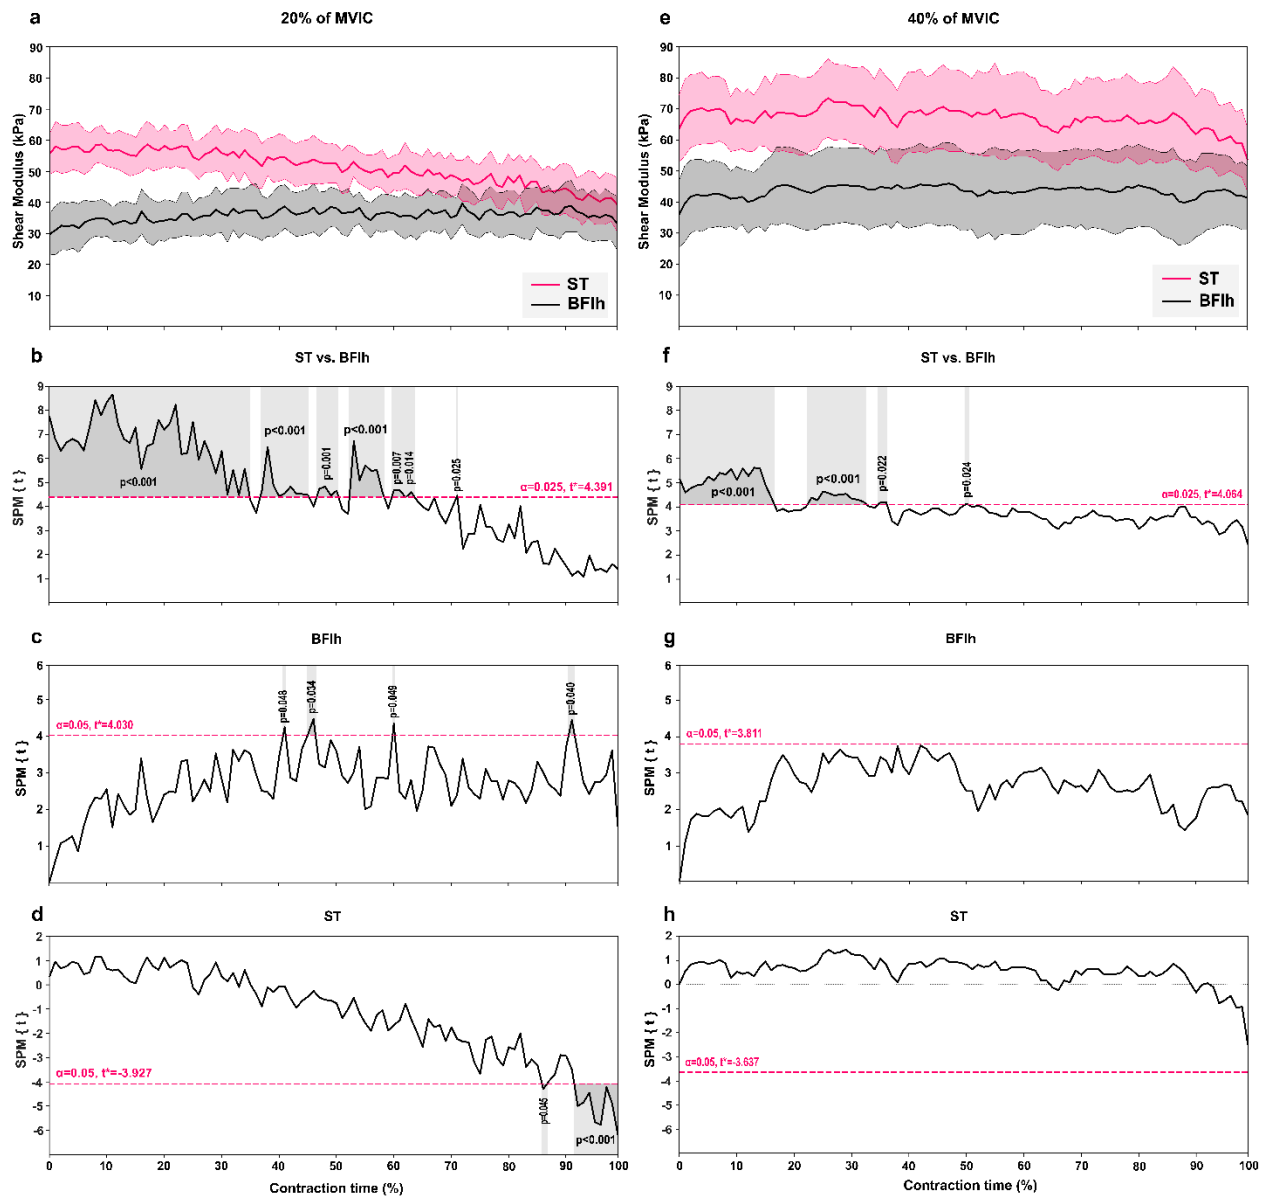 a
20% of MVIC
90
80
70
60
50
40
30
20
10
Shear Modulus (kPa)
ST
BFlh
e
40% of MVIC
90
80
70
60
50
40
30
20
10
Shear Modulus (kPa)
ST
BFlh
b
ST vs. BFlh
9
8
7
6
5
4
3
2
1
SPM { t }
p<0.001
p<0.001
p=0.001
p<0.001
p=0.007
p=0.014
p=0.025
α=0.025, t*=4.391
f
ST vs. BFlh
9
8
7
6
5
4
3
2
1
SPM { t }
p<0.001
p<0.001
p=0.022
p=0.024
α=0.025, t*=4.064
c
BFlh
6
5
4
3
2
1
SPM { t }
α=0.05, t*=4.030
p=0.048
p=0.034
p=0.049
p=0.040
g
BFlh
6
5
4
3
2
1
SPM { t }
α=0.05, t*=3.811
d
ST
2
1
0
-1
-2
-3
-4
-5
-6
SPM { t }
α=0.05, t*=-3.927
p=0.045
p<0.001
0 10 20 30 40 50 60 70 80 90 100
Contraction time (%)
h
ST
2
1
0
-1
-2
-3
-4
-5
-6
SPM { t }
α=0.05, t*=-3.637
0 10 20 30 40 50 60 70 80 90 100
Contraction time (%)